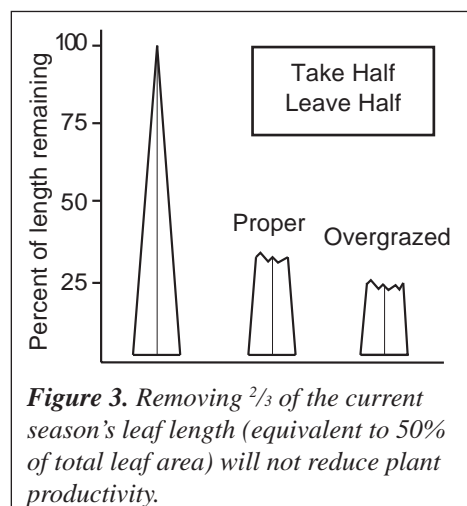 Percent of length remaining
100
75
50
25
Take Half
Leave Half
Proper
Overgrazed
Figure 3. Removing 2/3 of the current
season's leaf length (equivalent to 50%
of total leaf area) will not reduce plant
productivity.